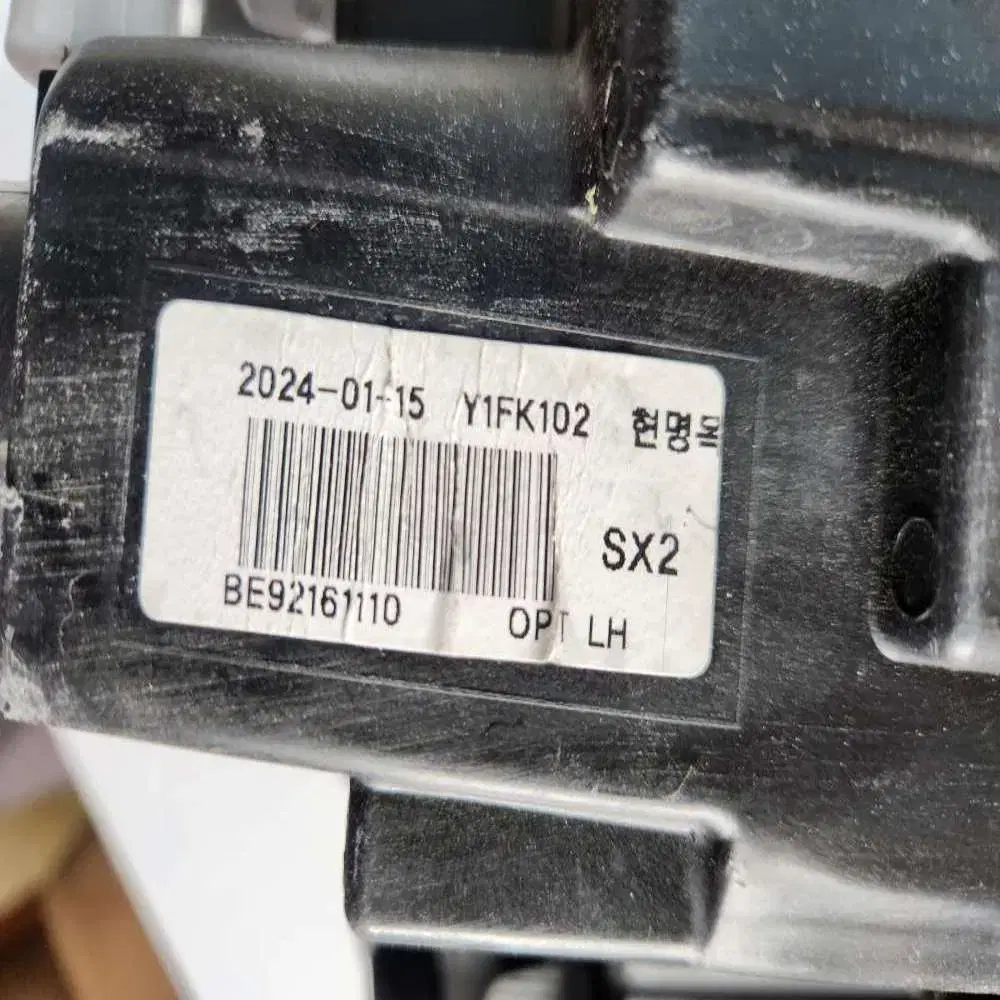 2024-01-15 Y1FK102 현명
SX2
BE92161110 OPT LH